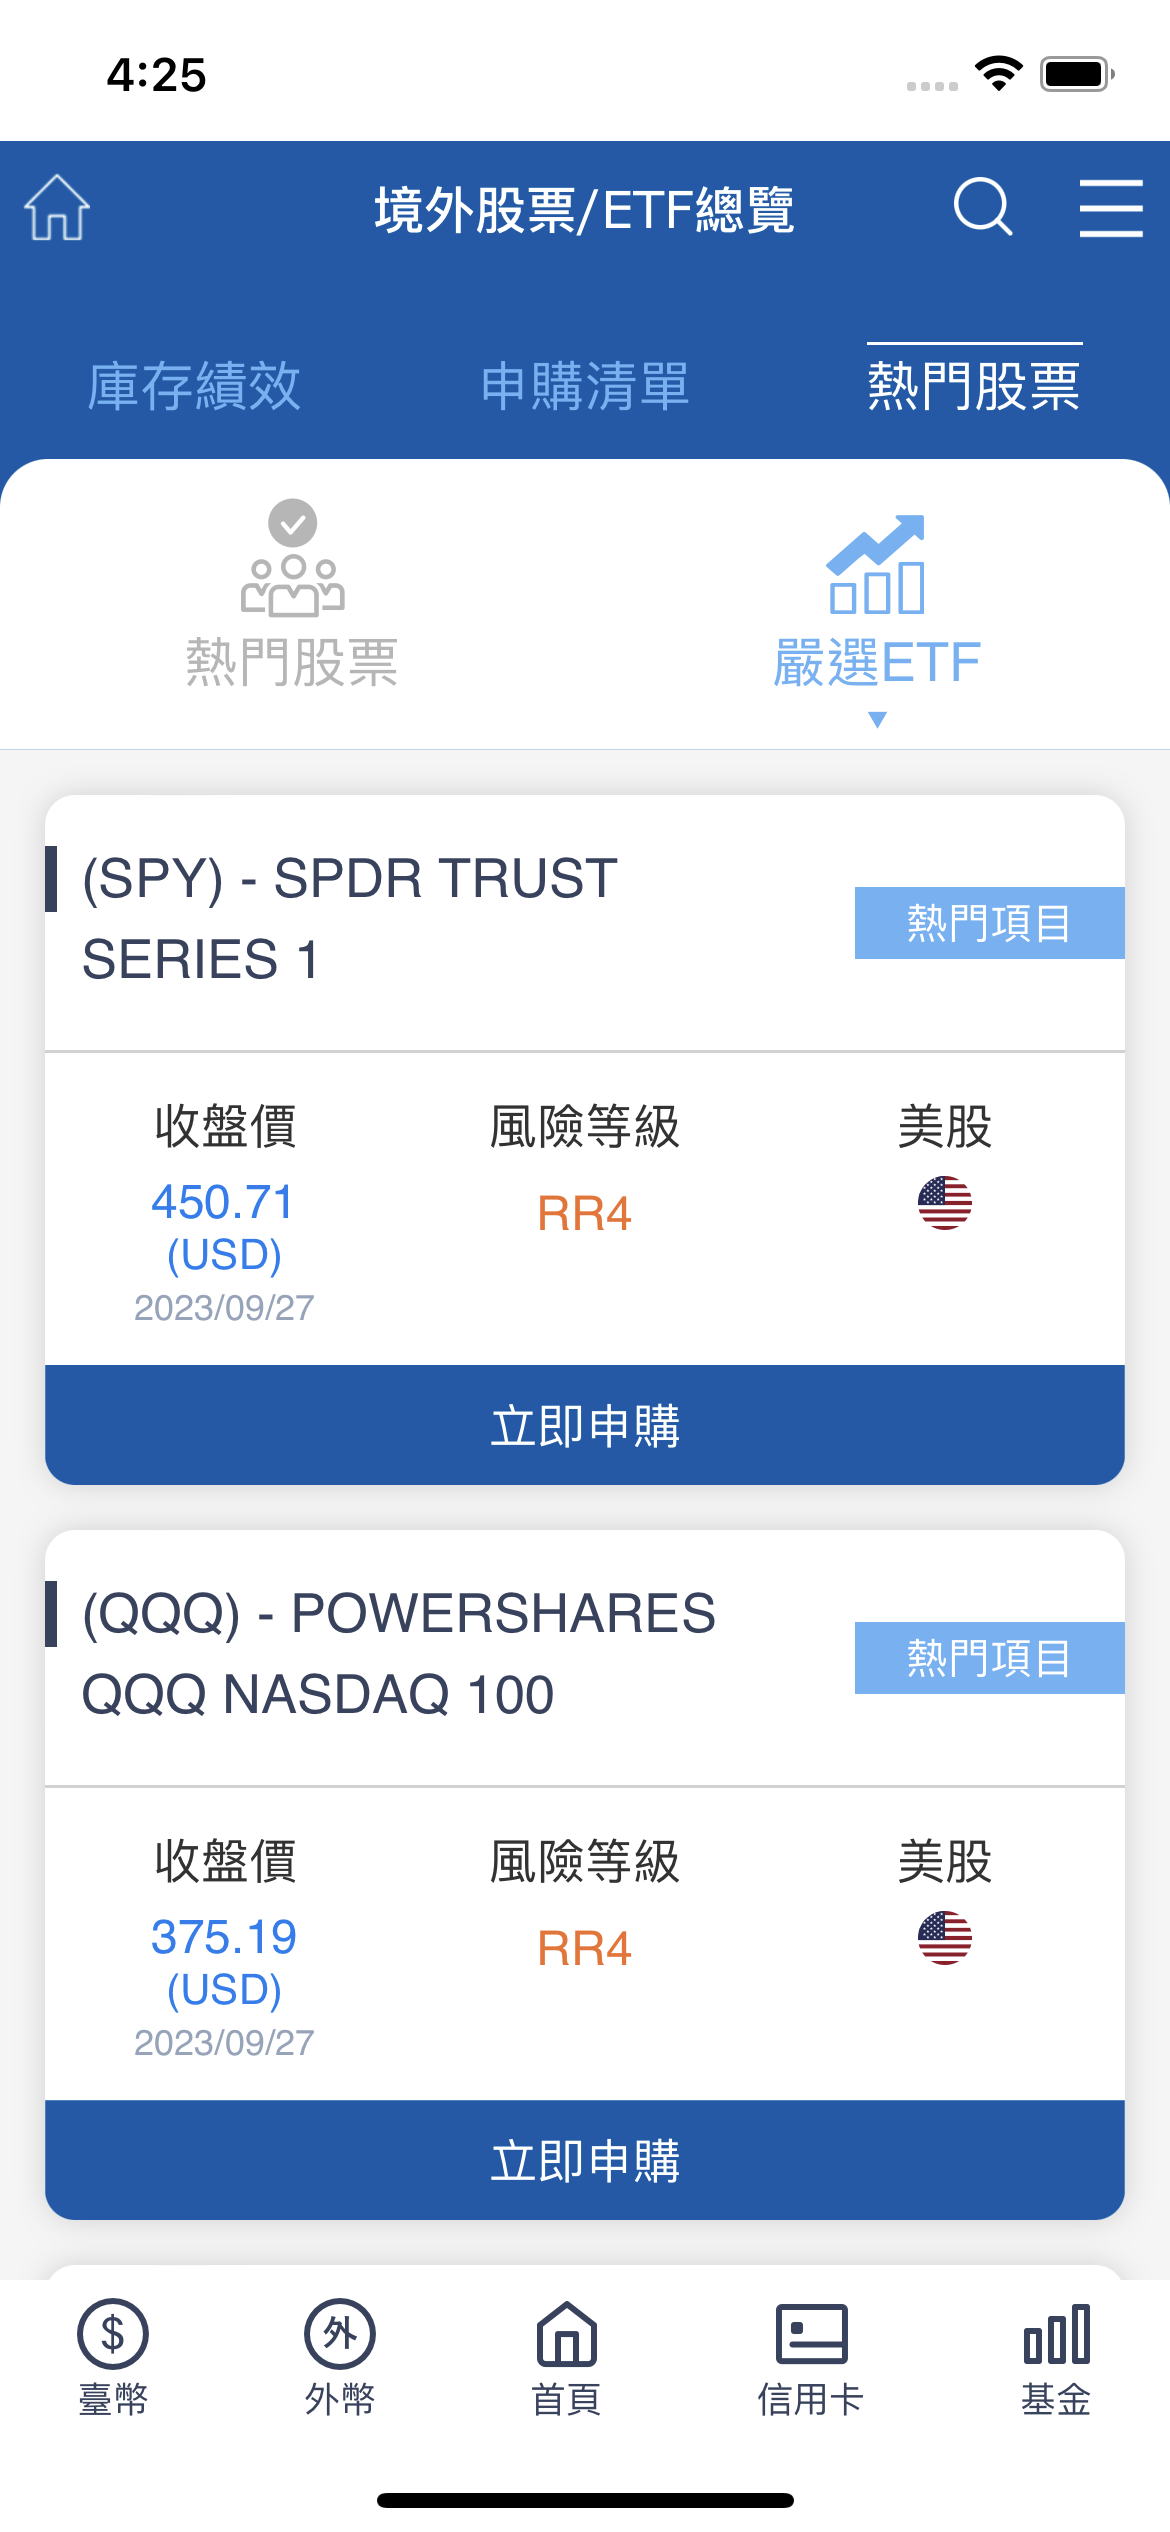 4:25
境外股票/ETF總覽
庫存績效 申購清單 熱門股票
熱門股票 嚴選ETF
(SPY) - SPDR TRUST
SERIES 1
熱門項目
收盤價 風險等級 美股
450.71 RR4
(USD)
2023/09/27
立即申購
(QQQ) - POWERSHARES
QQQ NASDAQ 100
熱門項目
收盤價 風險等級 美股
375.19 RR4
(USD)
2023/09/27
立即申購
$ 外
臺幣 外幣 首頁 信用卡 基金